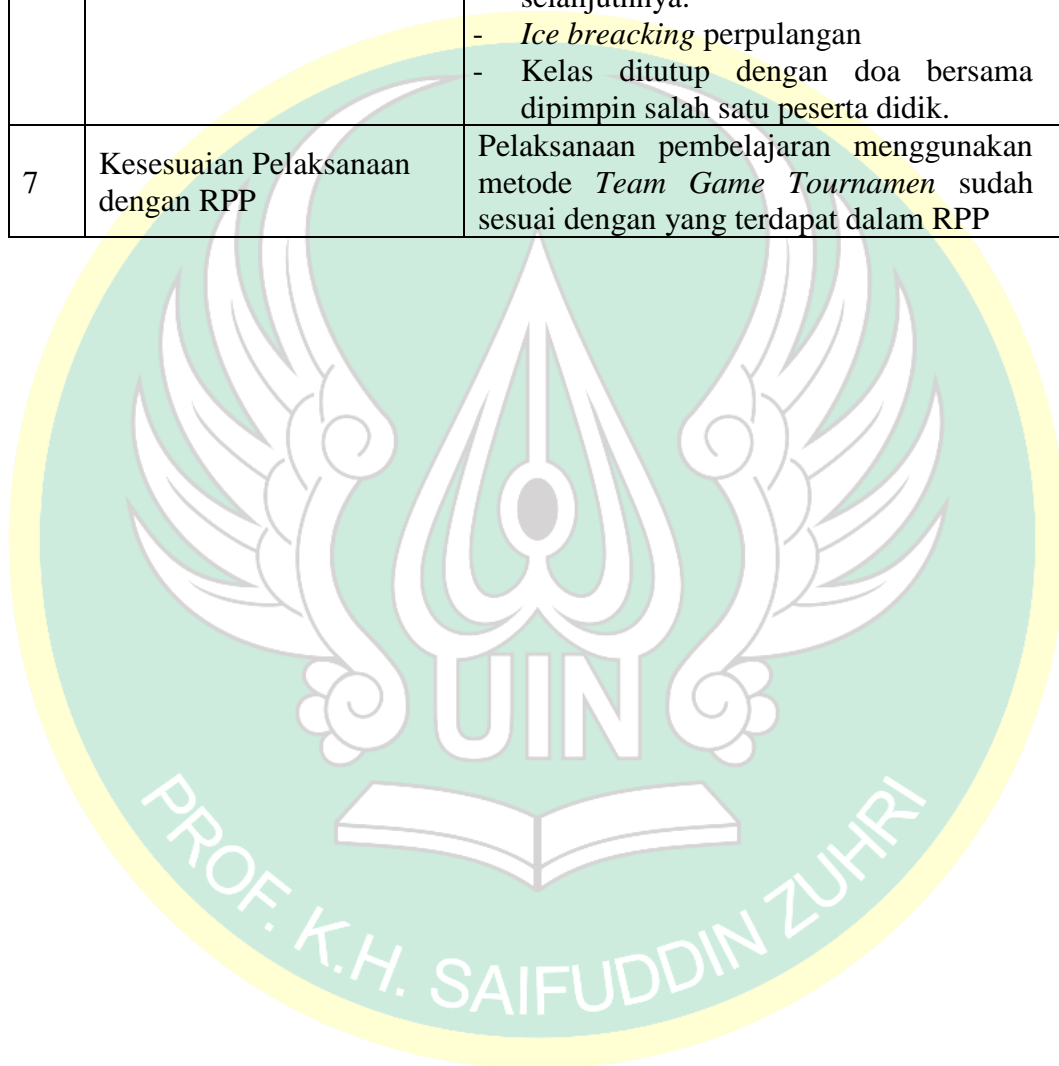 selanjutnnya.
- Ice breacking perpulangan
- Kelas ditutup dengan doa bersama
dipimpin salah satu peserta didik.
7
Kesesuaian Pelaksanaan
dengan RPP
Pelaksanaan pembelajaran menggunakan
metode Team Game Tournamen sudah
sesuai dengan yang terdapat dalam RPP
UIN
PROF. K.H. SAIFUDDIN ZUHRI